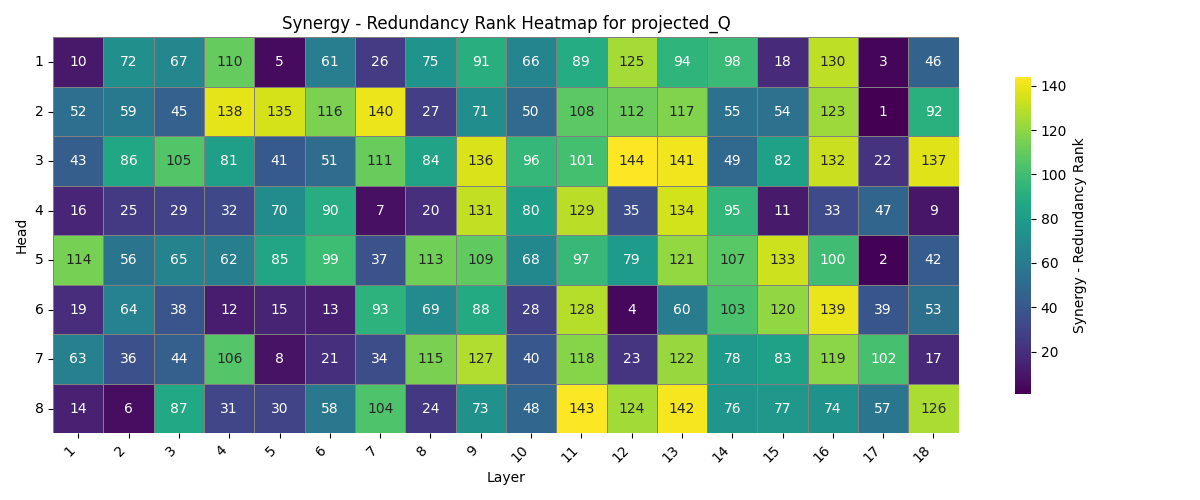 Synergy - Redundancy Rank Heatmap for projected_Q
1 10 72 67 110 5 61 26 75 91 66 89 125 94 98 18 130 3 46
2 52 59 45 138 135 116 140 27 71 50 108 112 117 55 54 123 1 92
3 43 86 105 81 41 51 111 84 136 96 101 144 141 49 82 132 22 137
4 16 25 29 32 70 90 7 20 131 80 129 35 134 95 11 33 47 9
5 114 56 65 62 85 99 37 113 109 68 97 79 121 107 133 100 2 42
6 19 64 38 12 15 13 93 69 88 28 128 4 60 103 120 139 39 53
7 63 36 44 106 8 21 34 115 127 40 118 23 122 78 83 119 102 17
8 14 6 87 31 30 58 104 24 73 48 143 124 142 76 77 74 57 126
1 2 3 4 5 6 7 8 9 10 11 12 13 14 15 16 17 18
Layer
Head
140
120
100
80
60
40
20
Synergy - Redundancy Rank